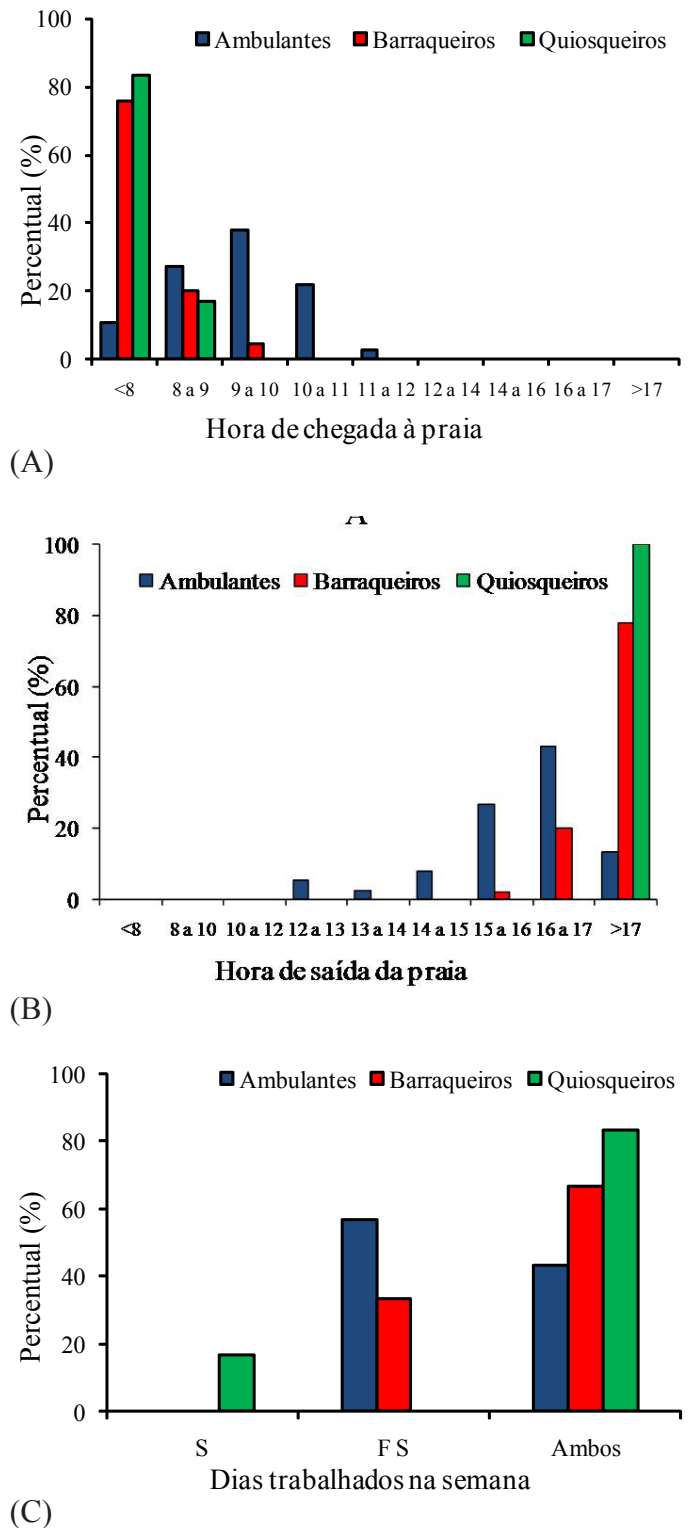 100
Ambulantes Barraqueiros Quiosqueiros
80
60
40
20
0
Percentual (%)
<8 8 a 9 9 a 10 10 a 11 11 a 12 12 a 14 14 a 16 16 a 17 >17
Hora de chegada à praia
(A)
A
100
Ambulantes Barraqueiros Quiosqueiros
80
60
40
20
0
Percentual (%)
<8 8 a 10 10 a 12 12 a 13 13 a 14 14 a 15 15 a 16 16 a 17 >17
Hora de saída da praia
(B)
100
Ambulantes Barraqueiros Quiosqueiros
80
60
40
20
0
Percentual (%)
S F S Ambos
Dias trabalhados na semana
(C)